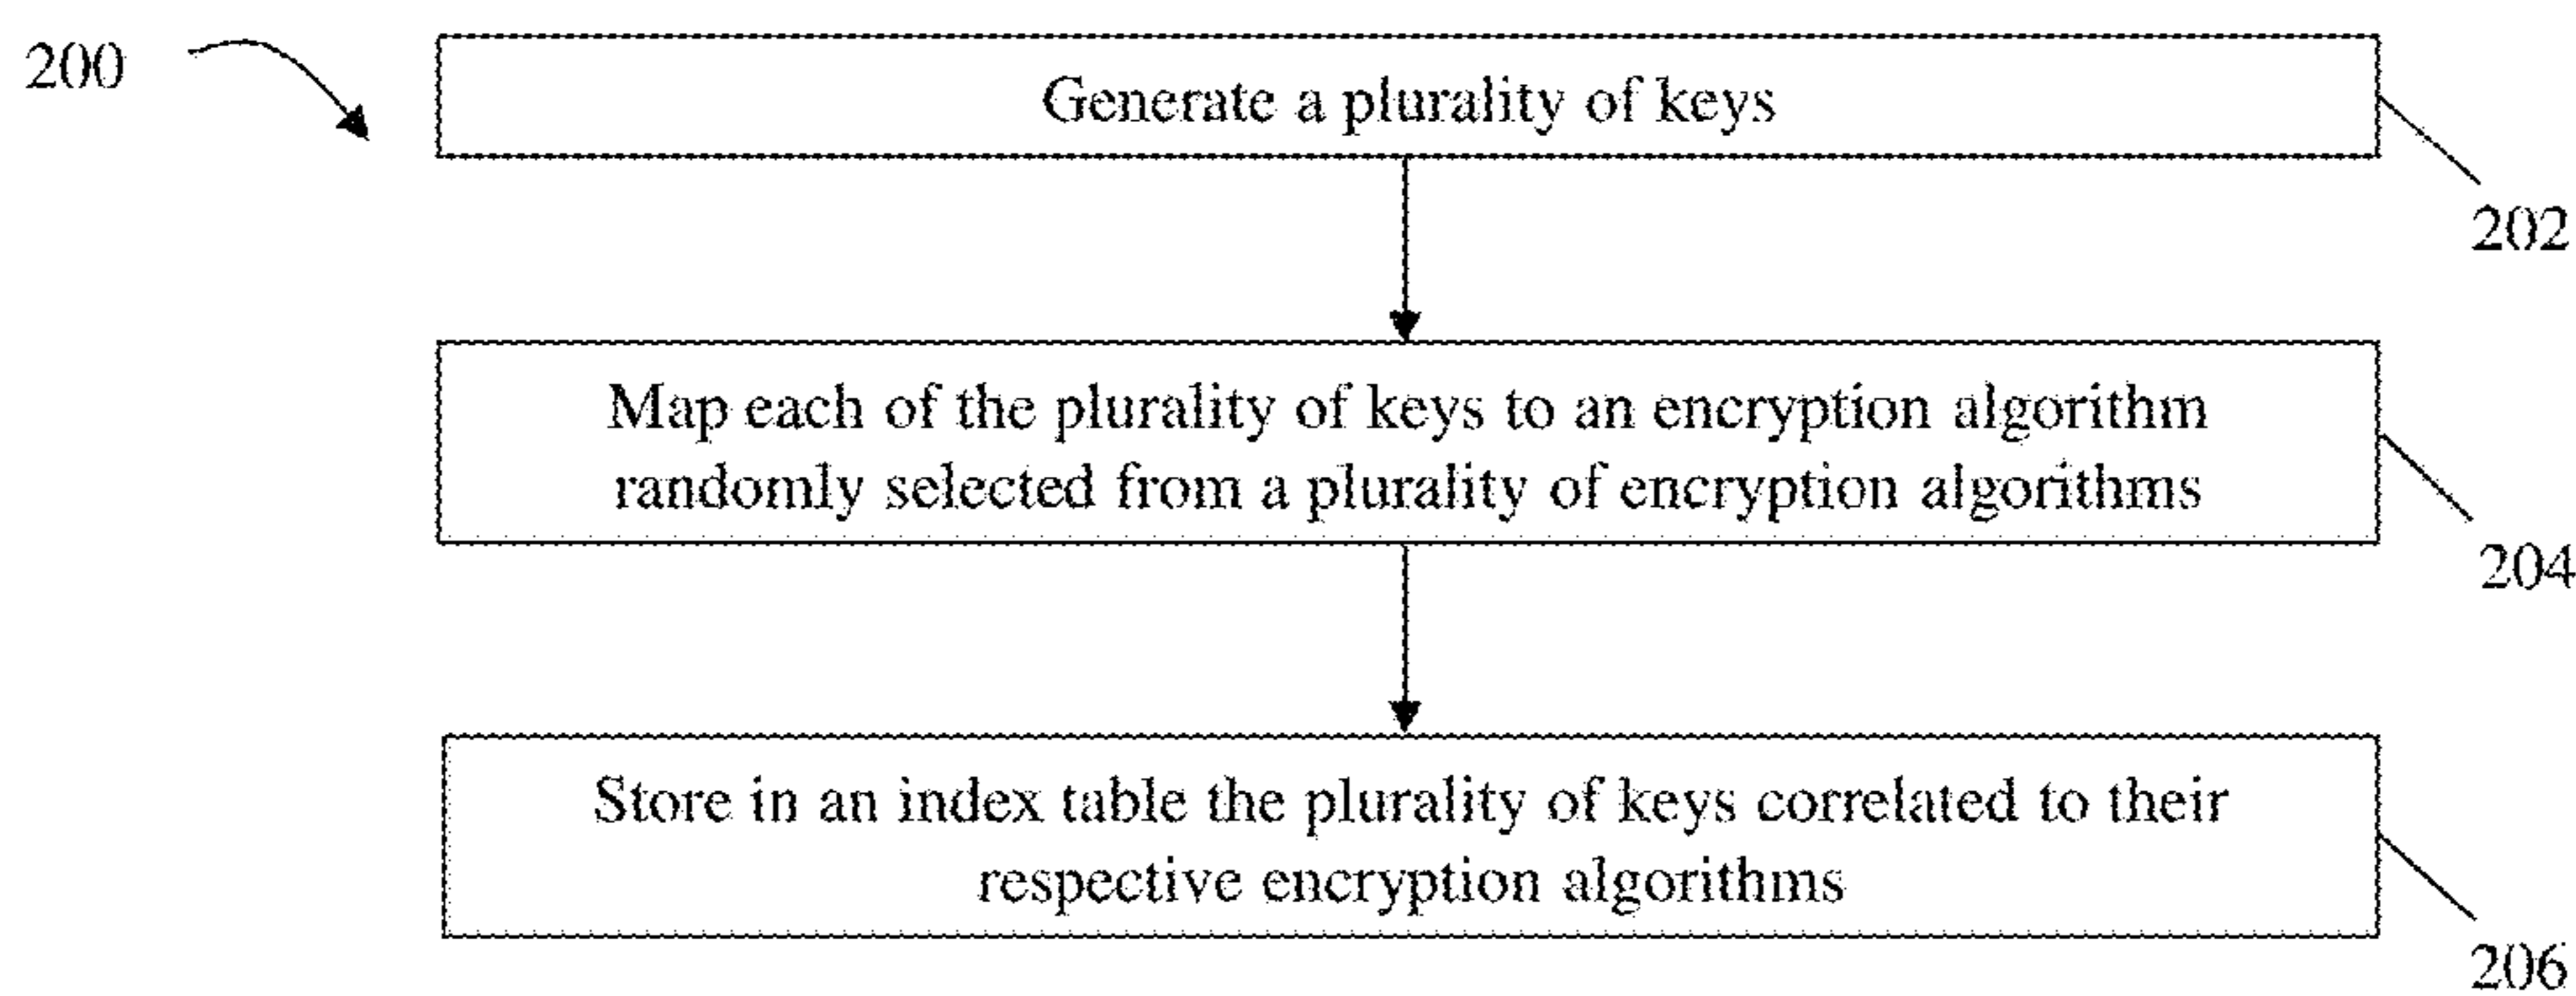 200
Generate a plurality of keys
202
Map each of the plurality of keys to an encryption algorithm
randomly selected from a plurality of encryption algorithms
204
Store in an index table the plurality of keys correlated to their
respective encryption algorithms
206